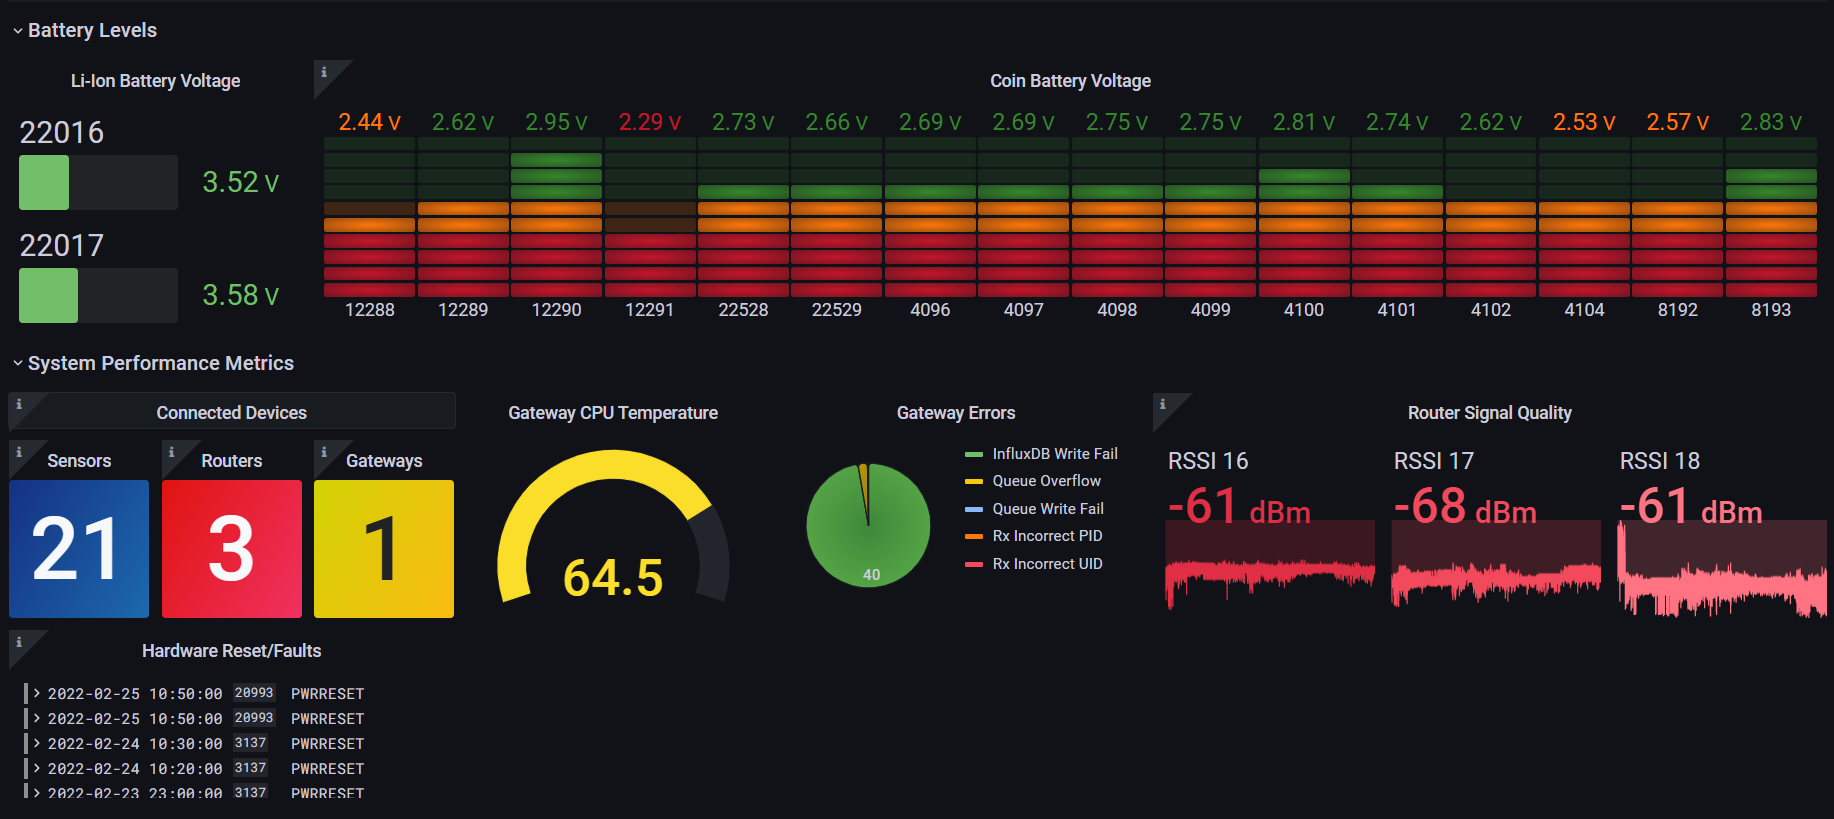 Battery Levels
Li-Ion Battery Voltage
22016
3.52 V
22017
3.58 V
Coin Battery Voltage
2.44 V 2.62 V 2.95 V 2.29 V 2.73 V 2.66 V 2.69 V 2.69 V 2.75 V 2.75 V 2.81 V 2.74 V 2.62 V 2.53 V 2.57 V 2.83 V
12288 12289 12290 12291 22528 22529 4096 4097 4098 4099 4100 4101 4102 4104 8192 8193
System Performance Metrics
Connected Devices
Sensors
21
Routers
3
Gateways
1
Gateway CPU Temperature
64.5
Gateway Errors
40
InfluxDB Write Fail
Queue Overflow
Queue Write Fail
Rx Incorrect PID
Rx Incorrect UID
Router Signal Quality
RSSI 16
-61 dBm
RSSI 17
-68 dBm
RSSI 18
-61 dBm
Hardware Reset/Faults
2022-02-25 10:50:00 20993 PWRRESET
2022-02-25 10:50:00 20993 PWRRESET
2022-02-24 10:30:00 3137 PWRRESET
2022-02-24 10:20:00 3137 PWRRESET
2022-02-23 23:00:00 3137 PWRRESET